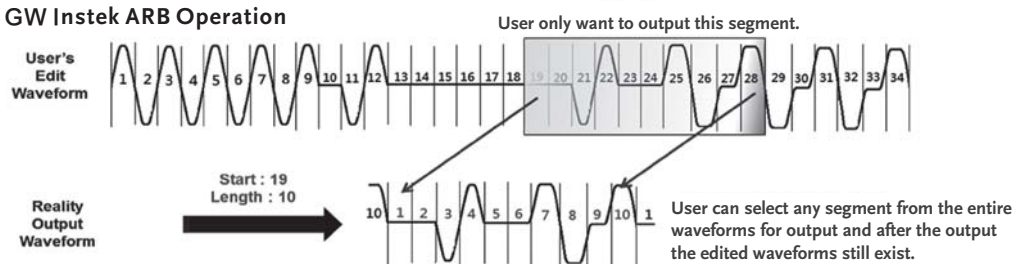 GW Instek ARB Operation
User only want to output this segment.
User's
Edit
Waveform
1 2 3 4 5 6 7 8 9 10 11 12 13 14 15 16 17 18 19 20 21 22 23 24 25 26 27 28 29 30 31 32 33 34
Start : 19
Length : 10
Reality
Output
Waveform
10 1 2 3 4 5 6 7 8 9 10 1
User can select any segment from the entire
waveforms for output and after the output
the edited waveforms still exist.